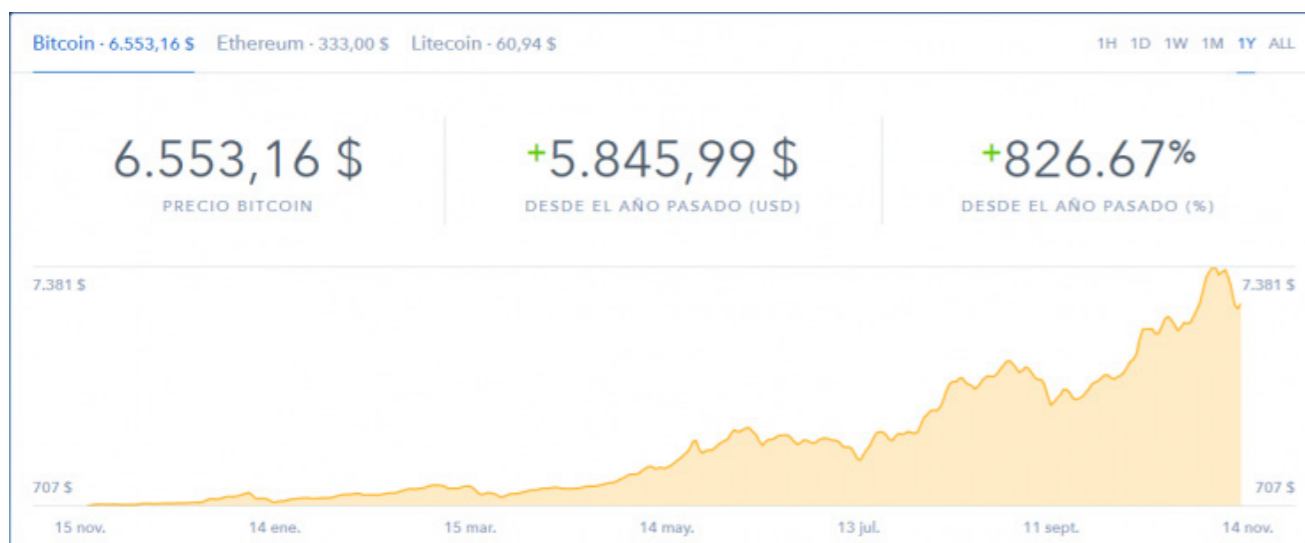 Bitcoin · 6.553,16 $ Ethereum · 333,00 $ Litecoin · 60,94 $ 1H 1D 1W 1M 1Y ALL
6.553,16 $ +5.845,99 $ +826.67%
PRECIO BITCOIN DESDE EL AÑO PASADO (USD) DESDE EL AÑO PASADO (%)
7.381 $ 7.381 $
707 $ 707 $
15 nov. 14 ene. 15 mar. 14 may. 13 jul. 11 sept. 14 nov.